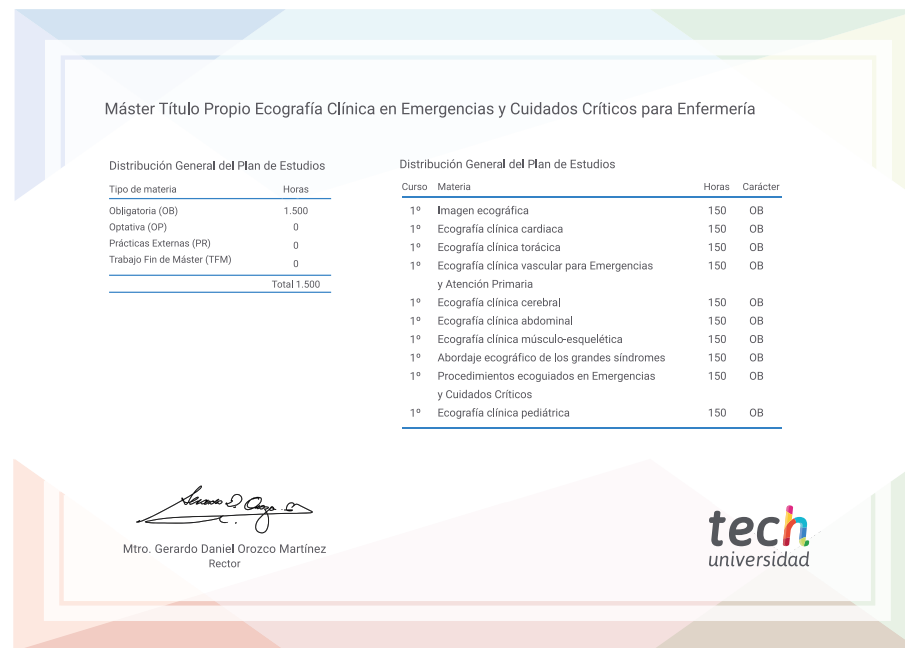 Máster Título Propio Ecografía Clínica en Emergencias y Cuidados Críticos para Enfermería
Distribución General del Plan de Estudios
Tipo de materia Horas
Obligatoria (OB) 1.500
Optativa (OP) 0
Prácticas Externas (PR) 0
Trabajo Fin de Máster (TFM) 0
Total 1.500
Distribución General del Plan de Estudios
Curso Materia Horas Carácter
1º Imagen ecográfica 150 OB
1º Ecografía clínica cardiaca 150 OB
1º Ecografía clínica torácica 150 OB
1º Ecografía clínica vascular para Emergencias 150 OB
y Atención Primaria
1º Ecografía clínica cerebral 150 OB
1º Ecografía clínica abdominal 150 OB
1º Ecografía clínica músculo-esquelética 150 OB
1º Abordaje ecográfico de los grandes síndromes 150 OB
1º Procedimientos ecoguiados en Emergencias 150 OB
y Cuidados Críticos
1º Ecografía clínica pediátrica 150 OB
Mtro. Gerardo Daniel Orozco Martínez
Rector
tech
universidad